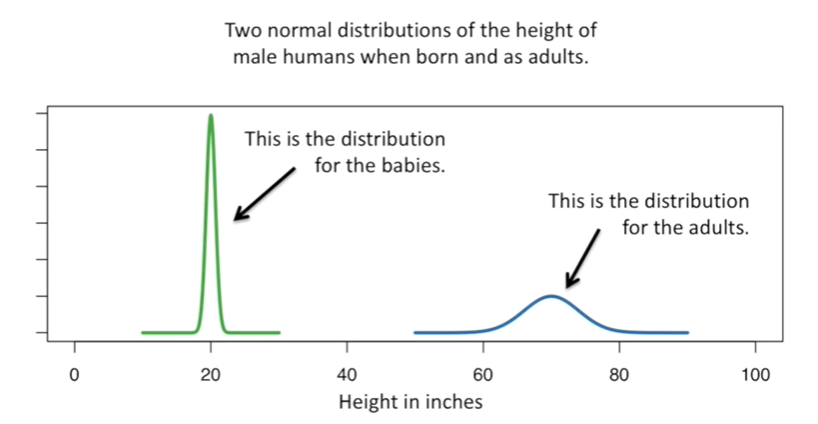 Two normal distributions of the height of
male humans when born and as adults.
This is the distribution
for the babies.
This is the distribution
for the adults.
0 20 40 60 80 100
Height in inches